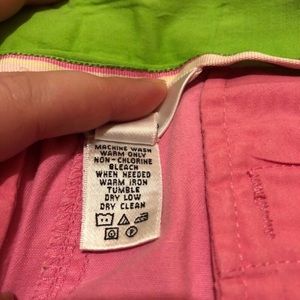 MACHINE WASH
WARM ONLY
NON-CHLORINE
BLEACH
WHEN NEEDED
WARM IRON
TUMBLE
DRY LOW
DRY CLEAN